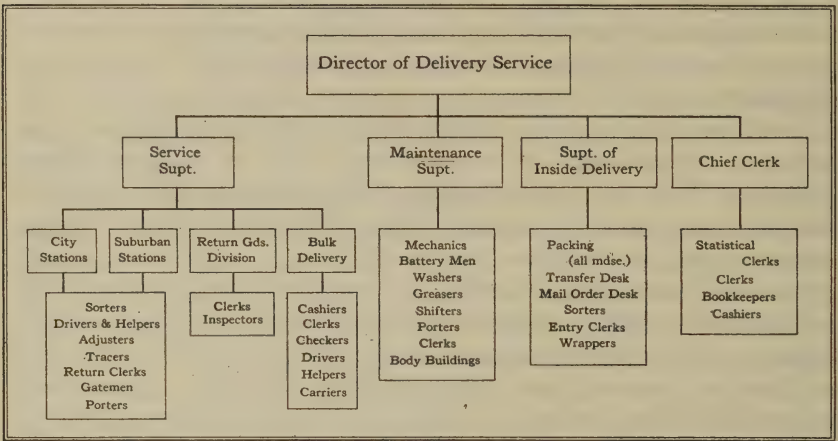 Director of Delivery Service
Service
Supt.
Maintenance
Supt.
Supt. of
Inside Delivery
Chief Clerk
City
Stations
Suburban
Stations
Return Gds.
Division
Bulk
Delivery
Sorters
Drivers & Helpers
Adjusters
Tracers
Return Clerks
Gatemen
Porters
Clerks
Inspectors
Cashiers
Clerks
Checkers
Drivers
Helpers
Carriers
Mechanics
Battery Men
Washers
Greasers
Shifters
Porters
Clerks
Body Buildings
Packing
(all mdse.)
Transfer Desk
Mail Order Desk
Sorters
Entry Clerks
Wrappers
Statistical
Clerks
Clerks
Bookkeepers
Cashiers